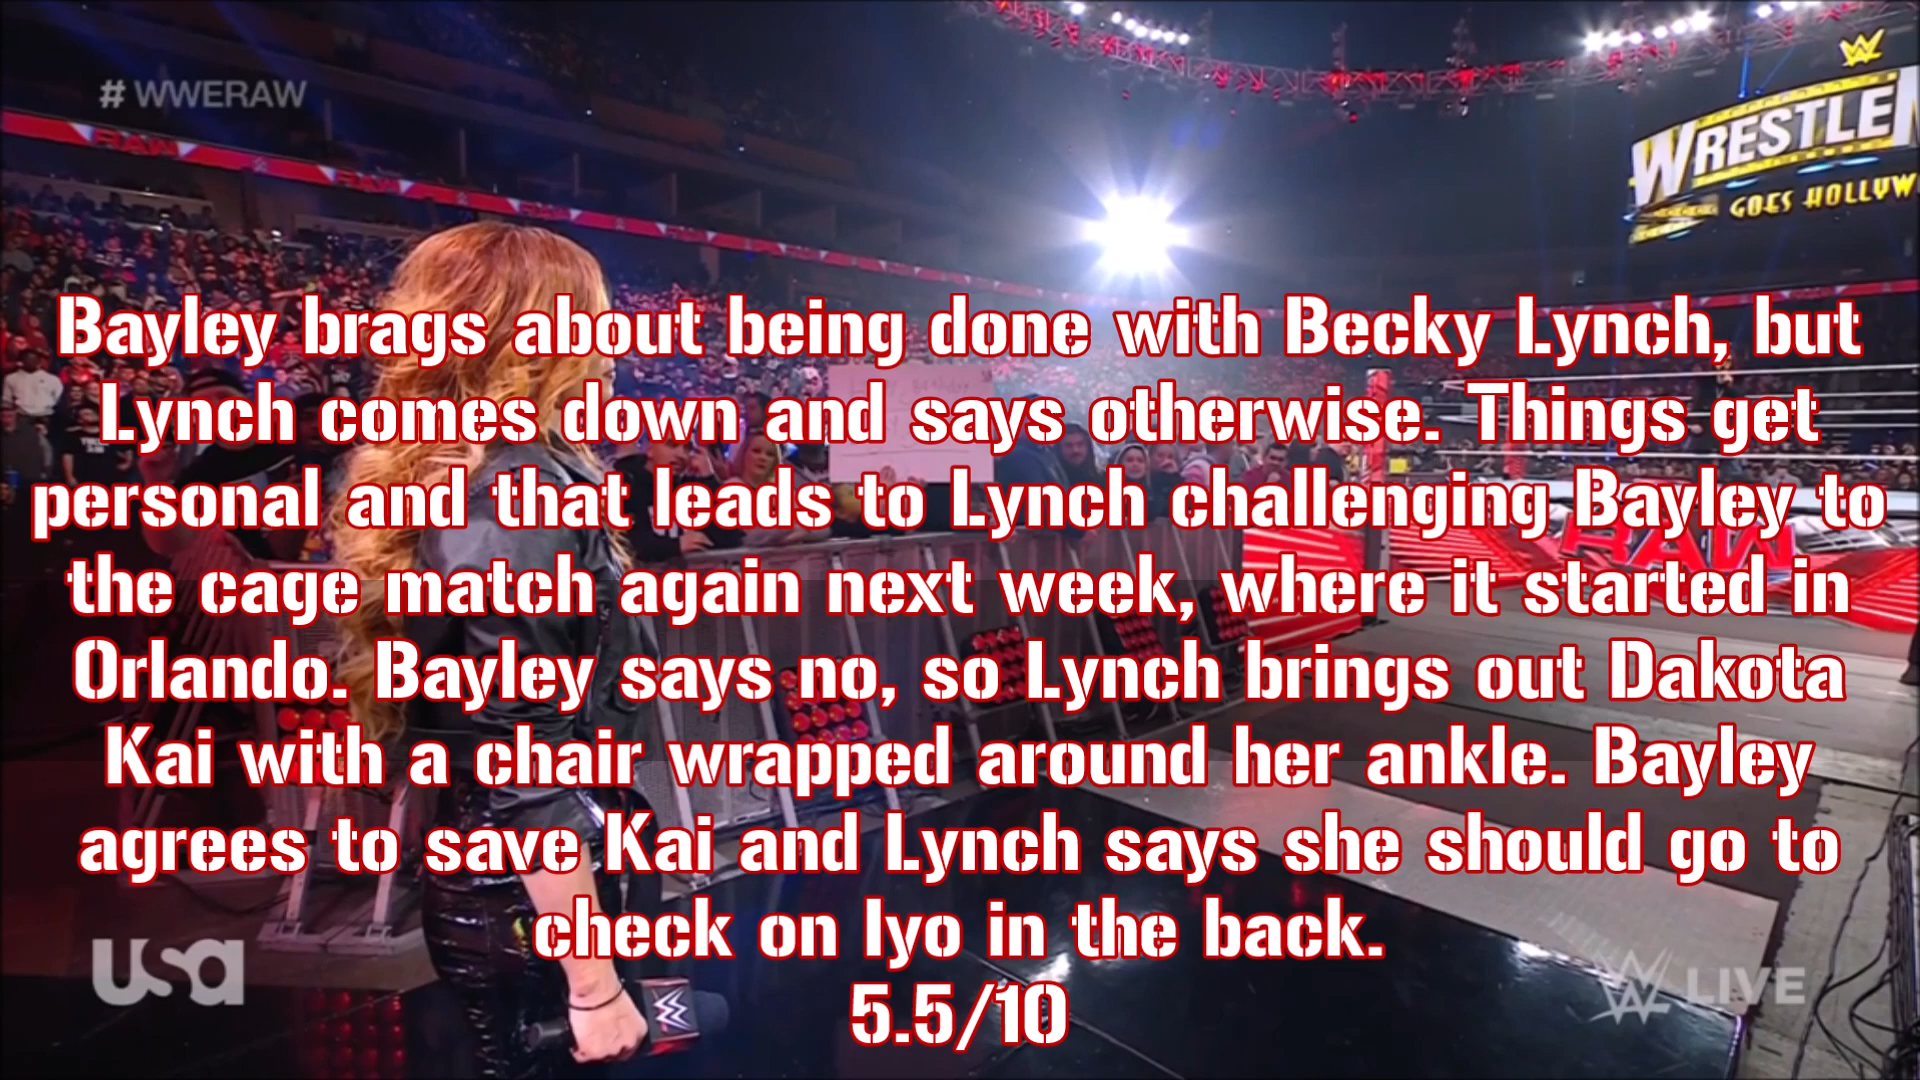 # WWERAW
RAW RAW RAW
WRESTLE
GOES HOLLYW
Bayley brags about being done with Becky Lynch, but
Lynch comes down and says otherwise. Things get
personal and that leads to Lynch challenging Bayley to
the cage match again next week, where it started in
Orlando. Bayley says no, so Lynch brings out Dakota
Kai with a chair wrapped around her ankle. Bayley
agrees to save Kai and Lynch says she should go to
check on Iyo in the back.
5.5/10
RAW
usa
W LIVE